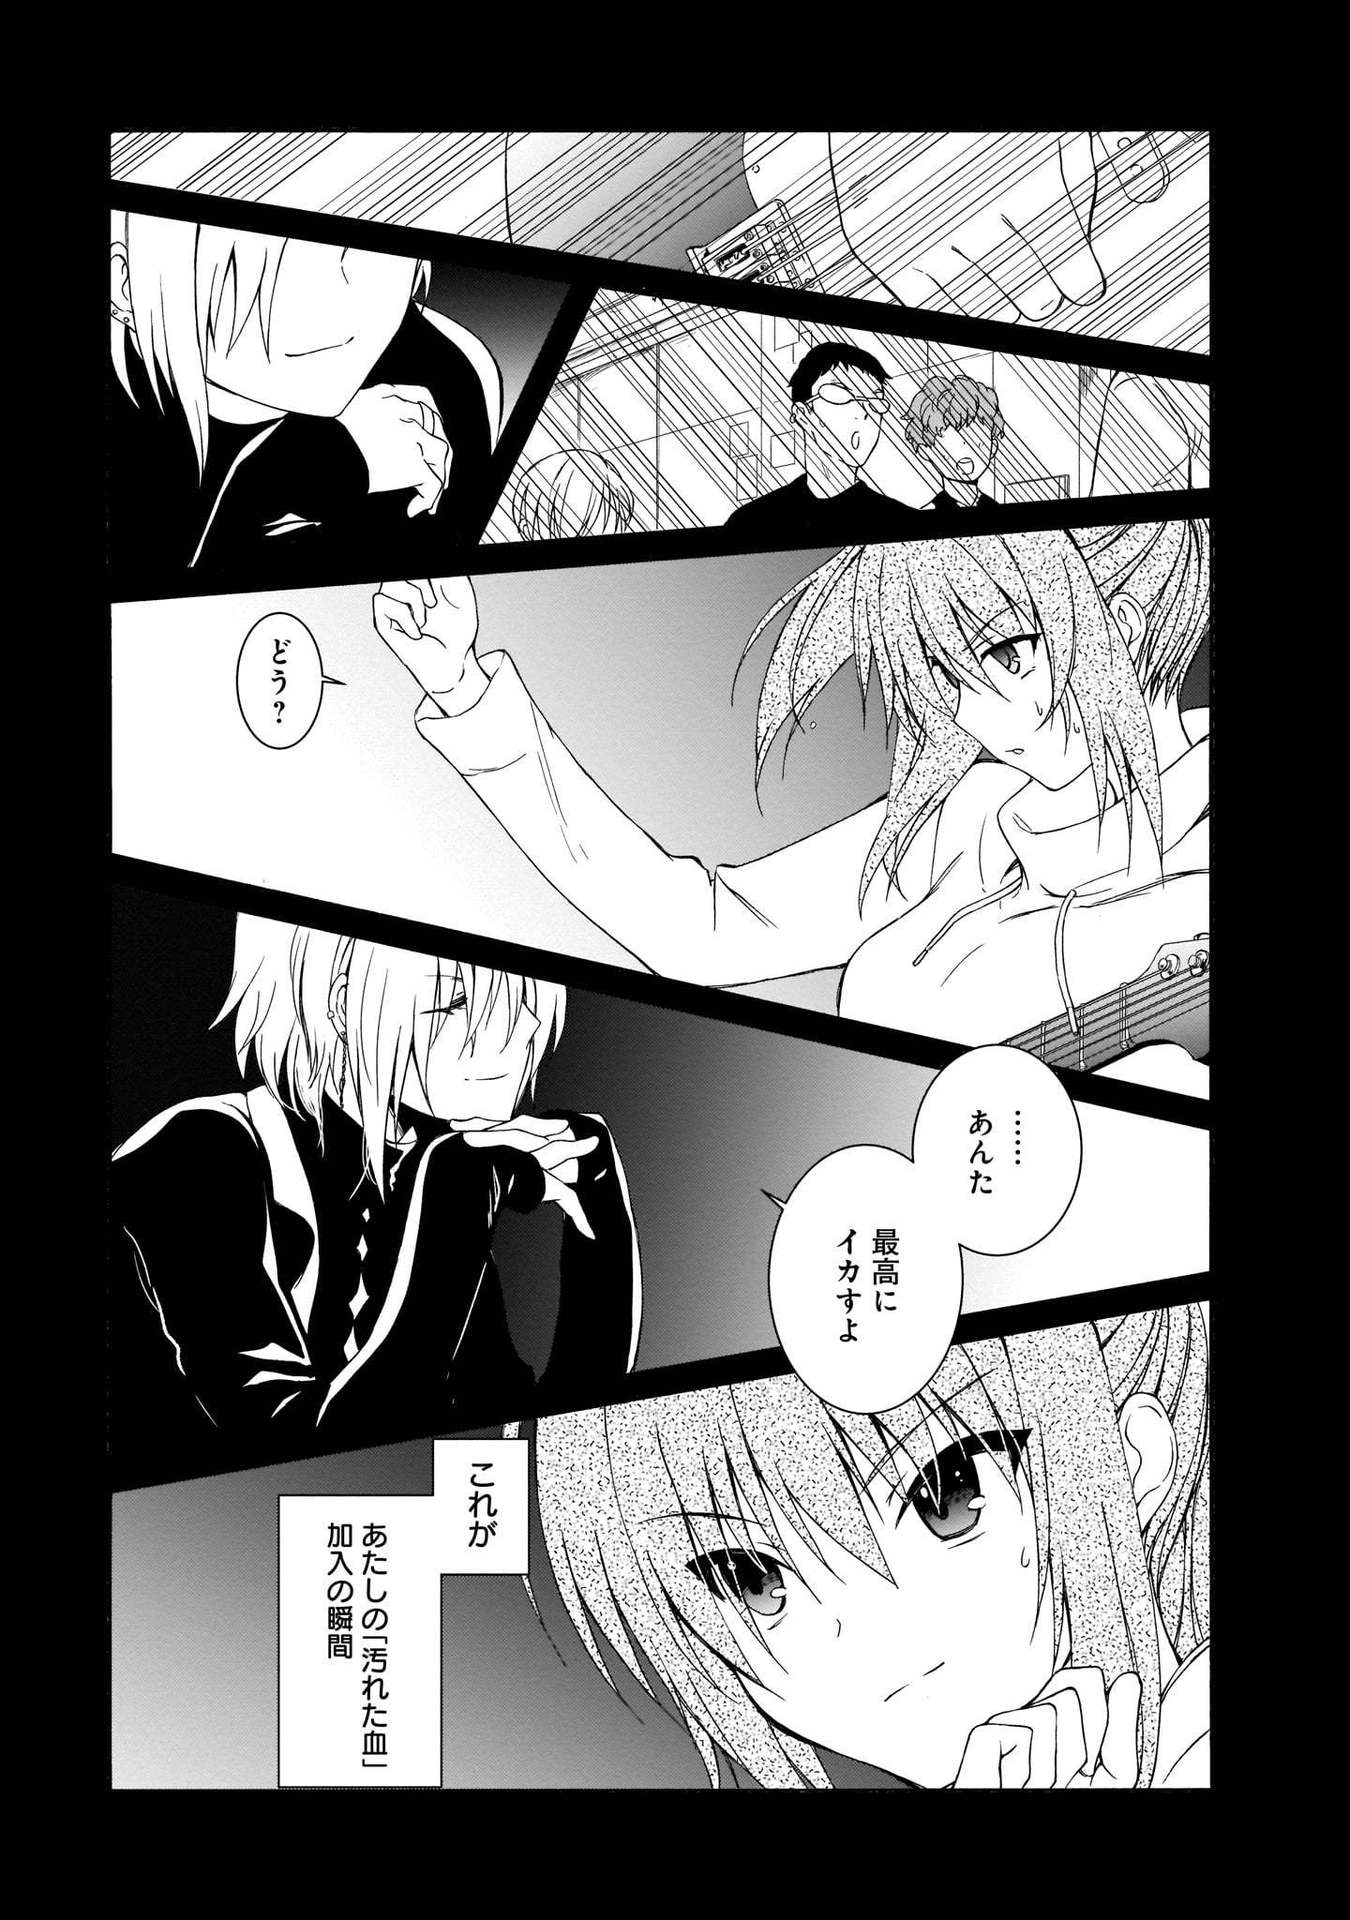 どう?
……
あんた
最高に
イカすよ
これが
あたしの「汚れた血」
加入の瞬間